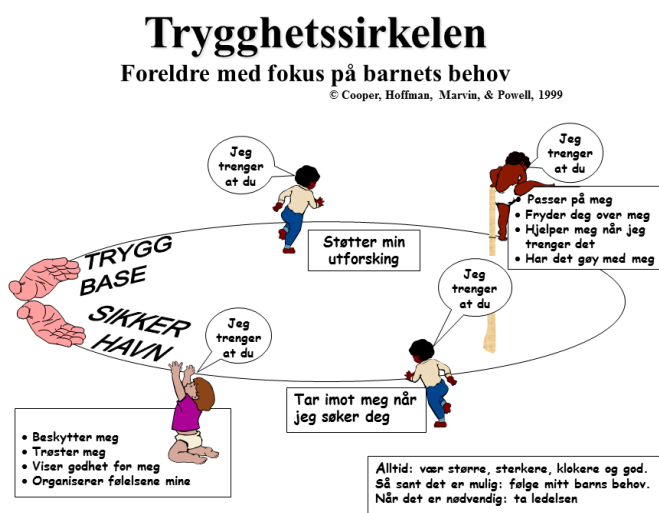 Trygghetssirkelen
Foreldre med fokus på barnets behov
© Cooper, Hoffman, Marvin, & Powell, 1999
Jeg
trenger
at du
Støtter min
utforsking
Jeg
trenger
at du
• Passer på meg
• Fryder deg over meg
• Hjelper meg når jeg
trenger det
• Har det gøy med meg
TRYGG
BASE
SIKKER
HAVN
Jeg
trenger
at du
Tar imot meg når
jeg søker deg
Jeg
trenger
at du
• Beskytter meg
• Trøster meg
• Viser godhet for meg
• Organiserer følelsene mine
Alltid: vær større, sterkere, klokere og god.
Så sant det er mulig: følge mitt barns behov.
Når det er nødvendig: ta ledelsen